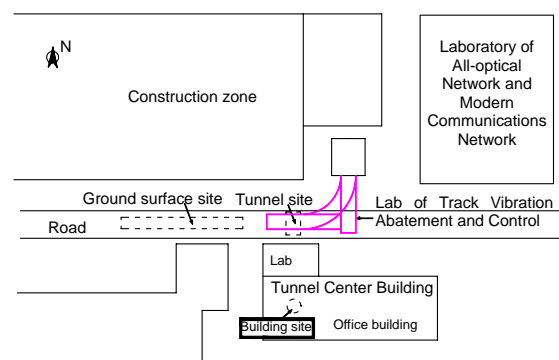 N
Construction zone
Laboratory of
All-optical
Network and
Modern
Communications
Network
Ground surface site
Tunnel site
Lab of Track Vibration
Abatement and Control
Road
Lab
Tunnel Center Building
Building site
Office building